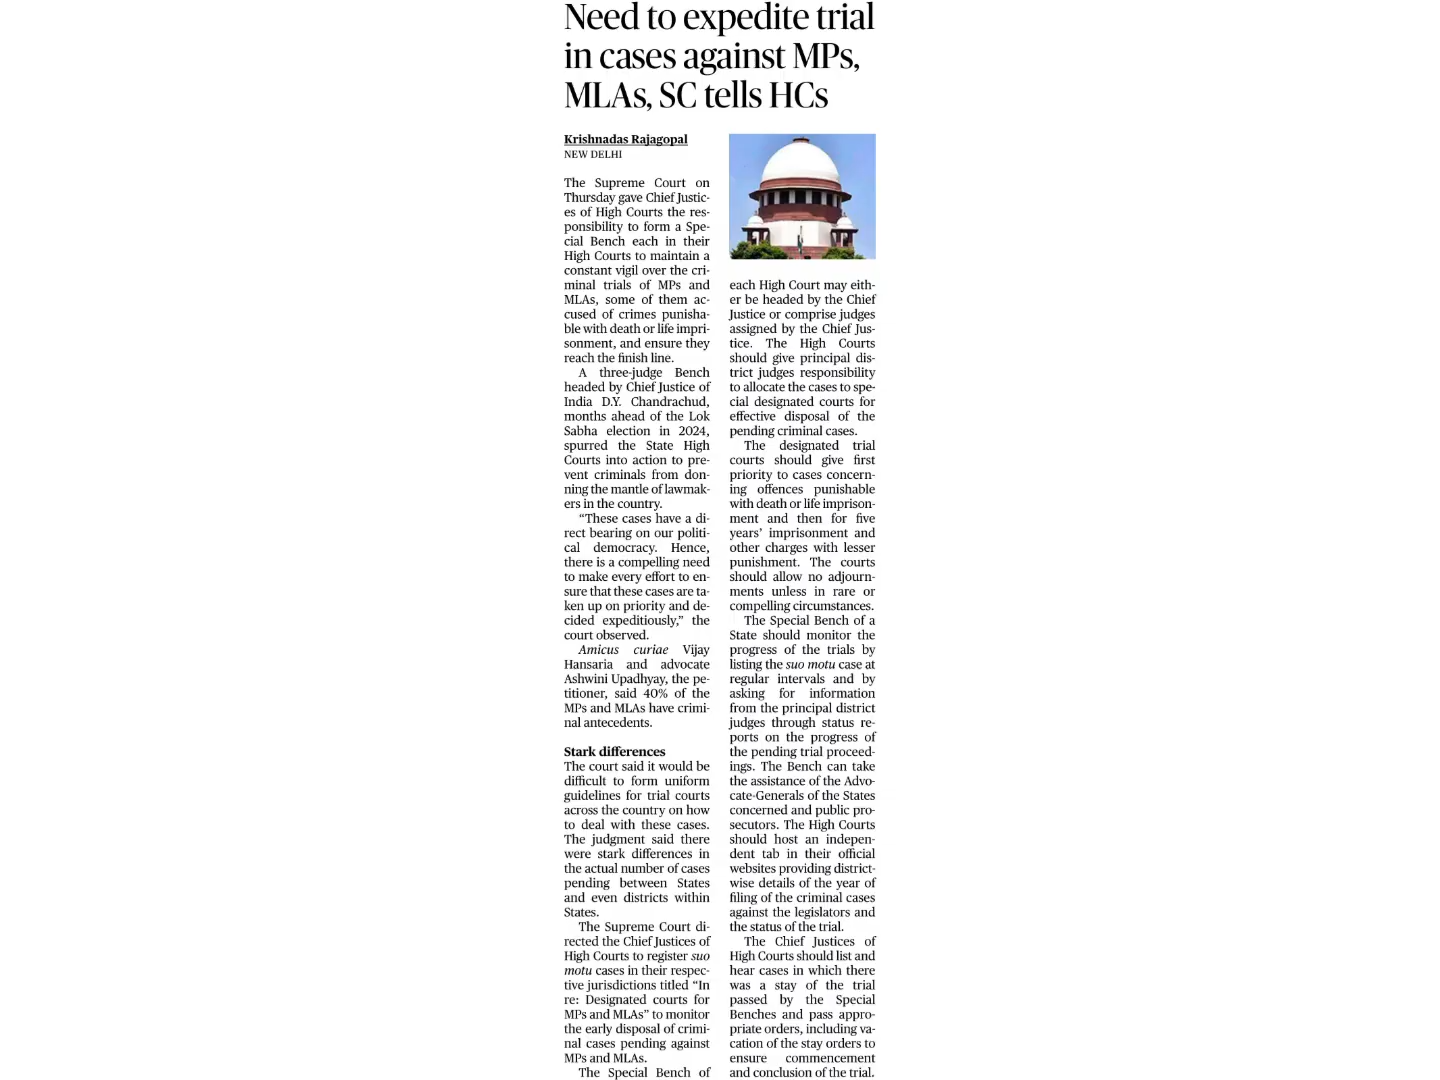 Need to expedite trial
in cases against MPs,
MLAs, SC tells HCs
Krishnadas Rajagopal
NEW DELHI
The Supreme Court on
Thursday gave Chief Justic-
es of High Courts the res-
ponsibility to form a Spe-
cial Bench each in their
High Courts to maintain a
constant vigil over the cri-
minal trials of MPs and
MLAs, some of them ac-
cused of crimes punisha-
ble with death or life impri-
sonment, and ensure they
reach the finish line.
A three-judge Bench
headed by Chief Justice of
India D.Y. Chandrachud,
months ahead of the Lok
Sabha election in 2024,
spurred the State High
Courts into action to pre-
vent criminals from don-
ning the mantle of lawmak-
ers in the country.
“These cases have a di-
rect bearing on our politi-
cal democracy. Hence,
there is a compelling need
to make every effort to en-
sure that these cases are ta-
ken up on priority and de-
cided expeditiously,” the
court observed.
Amicus curiae Vijay
Hansaria and advocate
Ashwini Upadhyay, the pe-
titioner, said 40% of the
MPs and MLAs have crimi-
nal antecedents.
Stark differences
The court said it would be
difficult to form uniform
guidelines for trial courts
across the country on how
to deal with these cases.
The judgment said there
were stark differences in
the actual number of cases
pending between States
and even districts within
States.
The Supreme Court di-
rected the Chief Justices of
High Courts to register suo
motu cases in their respec-
tive jurisdictions titled “In
re: Designated courts for
MPs and MLAs” to monitor
the early disposal of crimi-
nal cases pending against
MPs and MLAs.
The Special Bench of
each High Court may eith-
er be headed by the Chief
Justice or comprise judges
assigned by the Chief Jus-
tice. The High Courts
should give principal dis-
trict judges responsibility
to allocate the cases to spe-
cial designated courts for
effective disposal of the
pending criminal cases.
The designated trial
courts should give first
priority to cases concern-
ing offences punishable
with death or life imprison-
ment and then for five
years’ imprisonment and
other charges with lesser
punishment. The courts
should allow no adjourn-
ments unless in rare or
compelling circumstances.
The Special Bench of a
State should monitor the
progress of the trials by
listing the suo motu case at
regular intervals and by
asking for information
from the principal district
judges through status re-
ports on the progress of
the pending trial proceed-
ings. The Bench can take
the assistance of the Advo-
cate-Generals of the States
concerned and public pro-
secutors. The High Courts
should host an indepen-
dent tab in their official
websites providing district-
wise details of the year of
filing of the criminal cases
against the legislators and
the status of the trial.
The Chief Justices of
High Courts should list and
hear cases in which there
was a stay of the trial
passed by the Special
Benches and pass appro-
priate orders, including va-
cation of the stay orders to
ensure commencement
and conclusion of the trial.